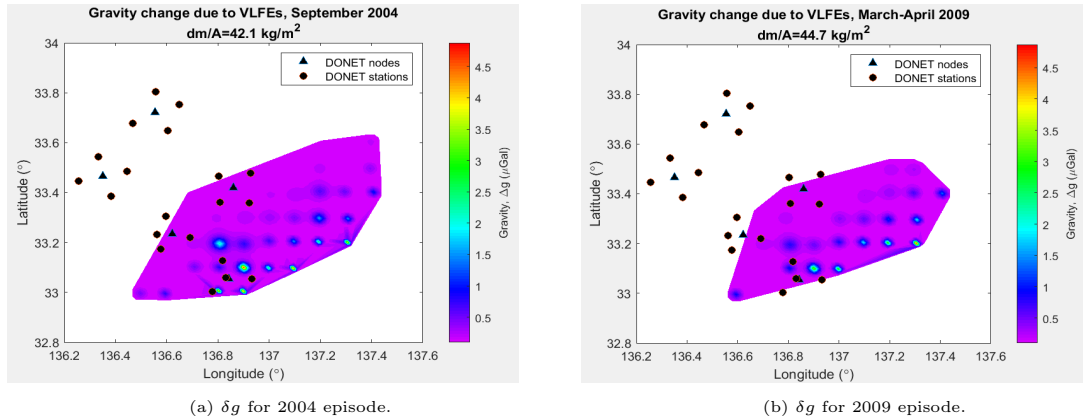 Gravity change due to VLFEs, September 2004
dm/A=42.1 kg/m²
34
33.8
33.6
33.4
33.2
33
32.8
Latitude (°)
136.2 136.4 136.6 136.8 137 137.2 137.4 137.6
Longitude (°)
DONET nodes
DONET stations
4.5
4
3.5
3
2.5
2
1.5
1
0.5
Gravity, Δg (μGal)
(a) δg for 2004 episode.
Gravity change due to VLFEs, March-April 2009
dm/A=44.7 kg/m²
34
33.8
33.6
33.4
33.2
33
32.8
Latitude (°)
136.2 136.4 136.6 136.8 137 137.2 137.4 137.6
Longitude (°)
DONET nodes
DONET stations
4.5
4
3.5
3
2.5
2
1.5
1
0.5
Gravity, Δg (μGal)
(b) δg for 2009 episode.